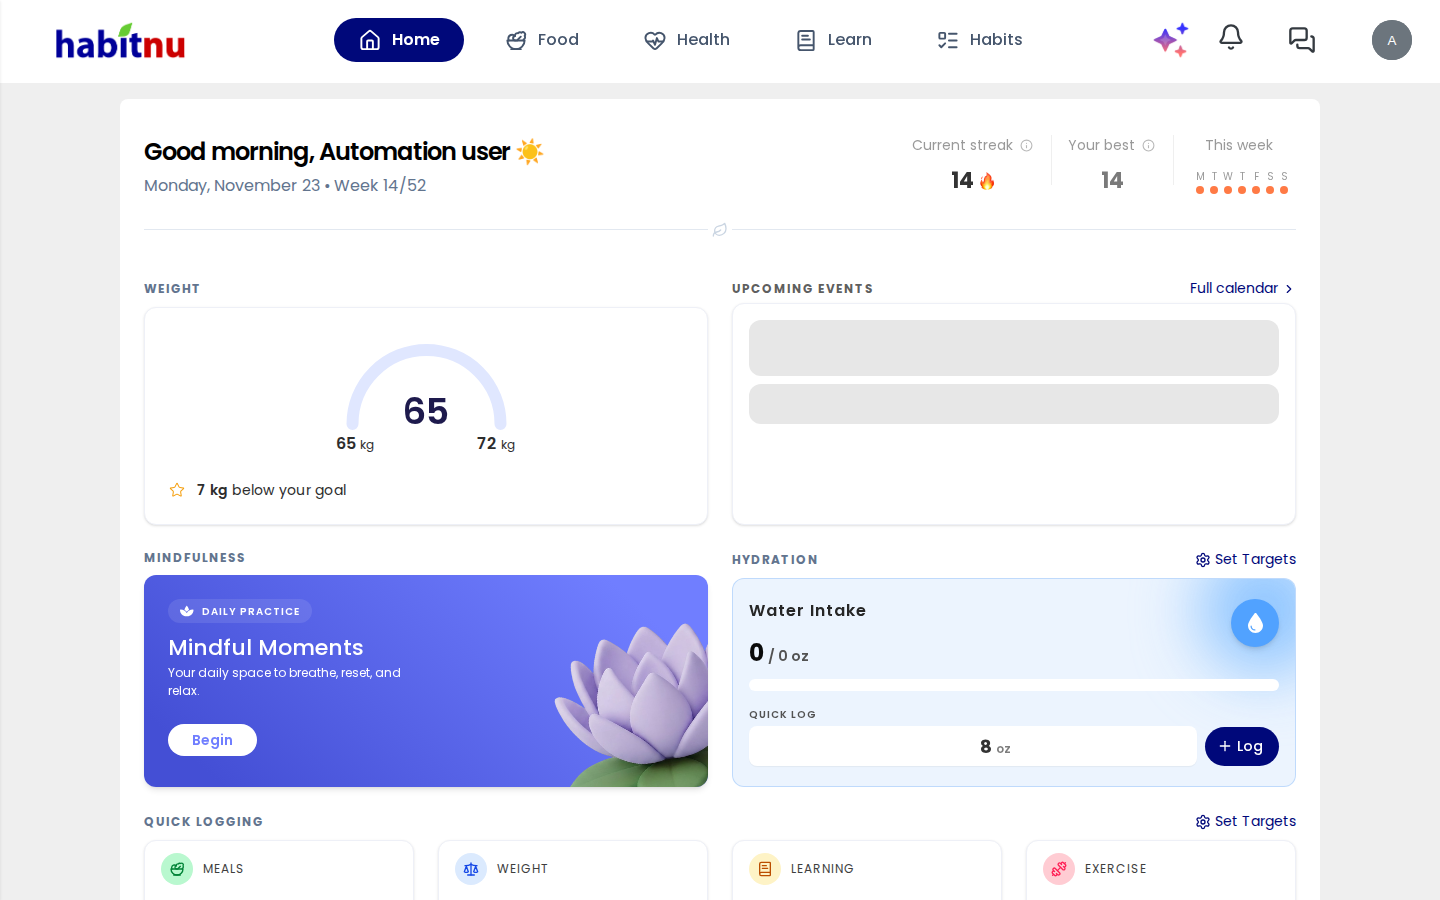 habitnu
Home
Food
Health
Learn
Habits
A
Good morning, Automation user ☀️
Monday, November 23 • Week 14/52
Current streak
14 🔥
Your best
14
This week
M T W T F S S
WEIGHT
65
65 kg
72 kg
7 kg below your goal
UPCOMING EVENTS
Full calendar
MINDFULNESS
DAILY PRACTICE
Mindful Moments
Your daily space to breathe, reset, and
relax.
Begin
HYDRATION
Set Targets
Water Intake
0 / 0 oz
QUICK LOG
8 oz
+ Log
QUICK LOGGING
Set Targets
MEALS
WEIGHT
LEARNING
EXERCISE